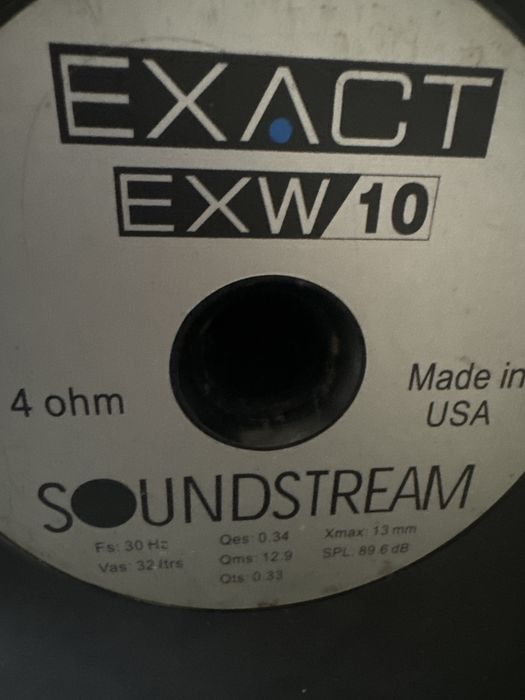 EXACT
EXW/10
4 ohm
Made in
USA
SOUNDSTREAM
Fs: 30 Hz Qes: 0.34 Xmax: 13 mm
Vas: 32 ltrs Qms: 12.9 SPL: 89.6 dB
Qts: 0.33